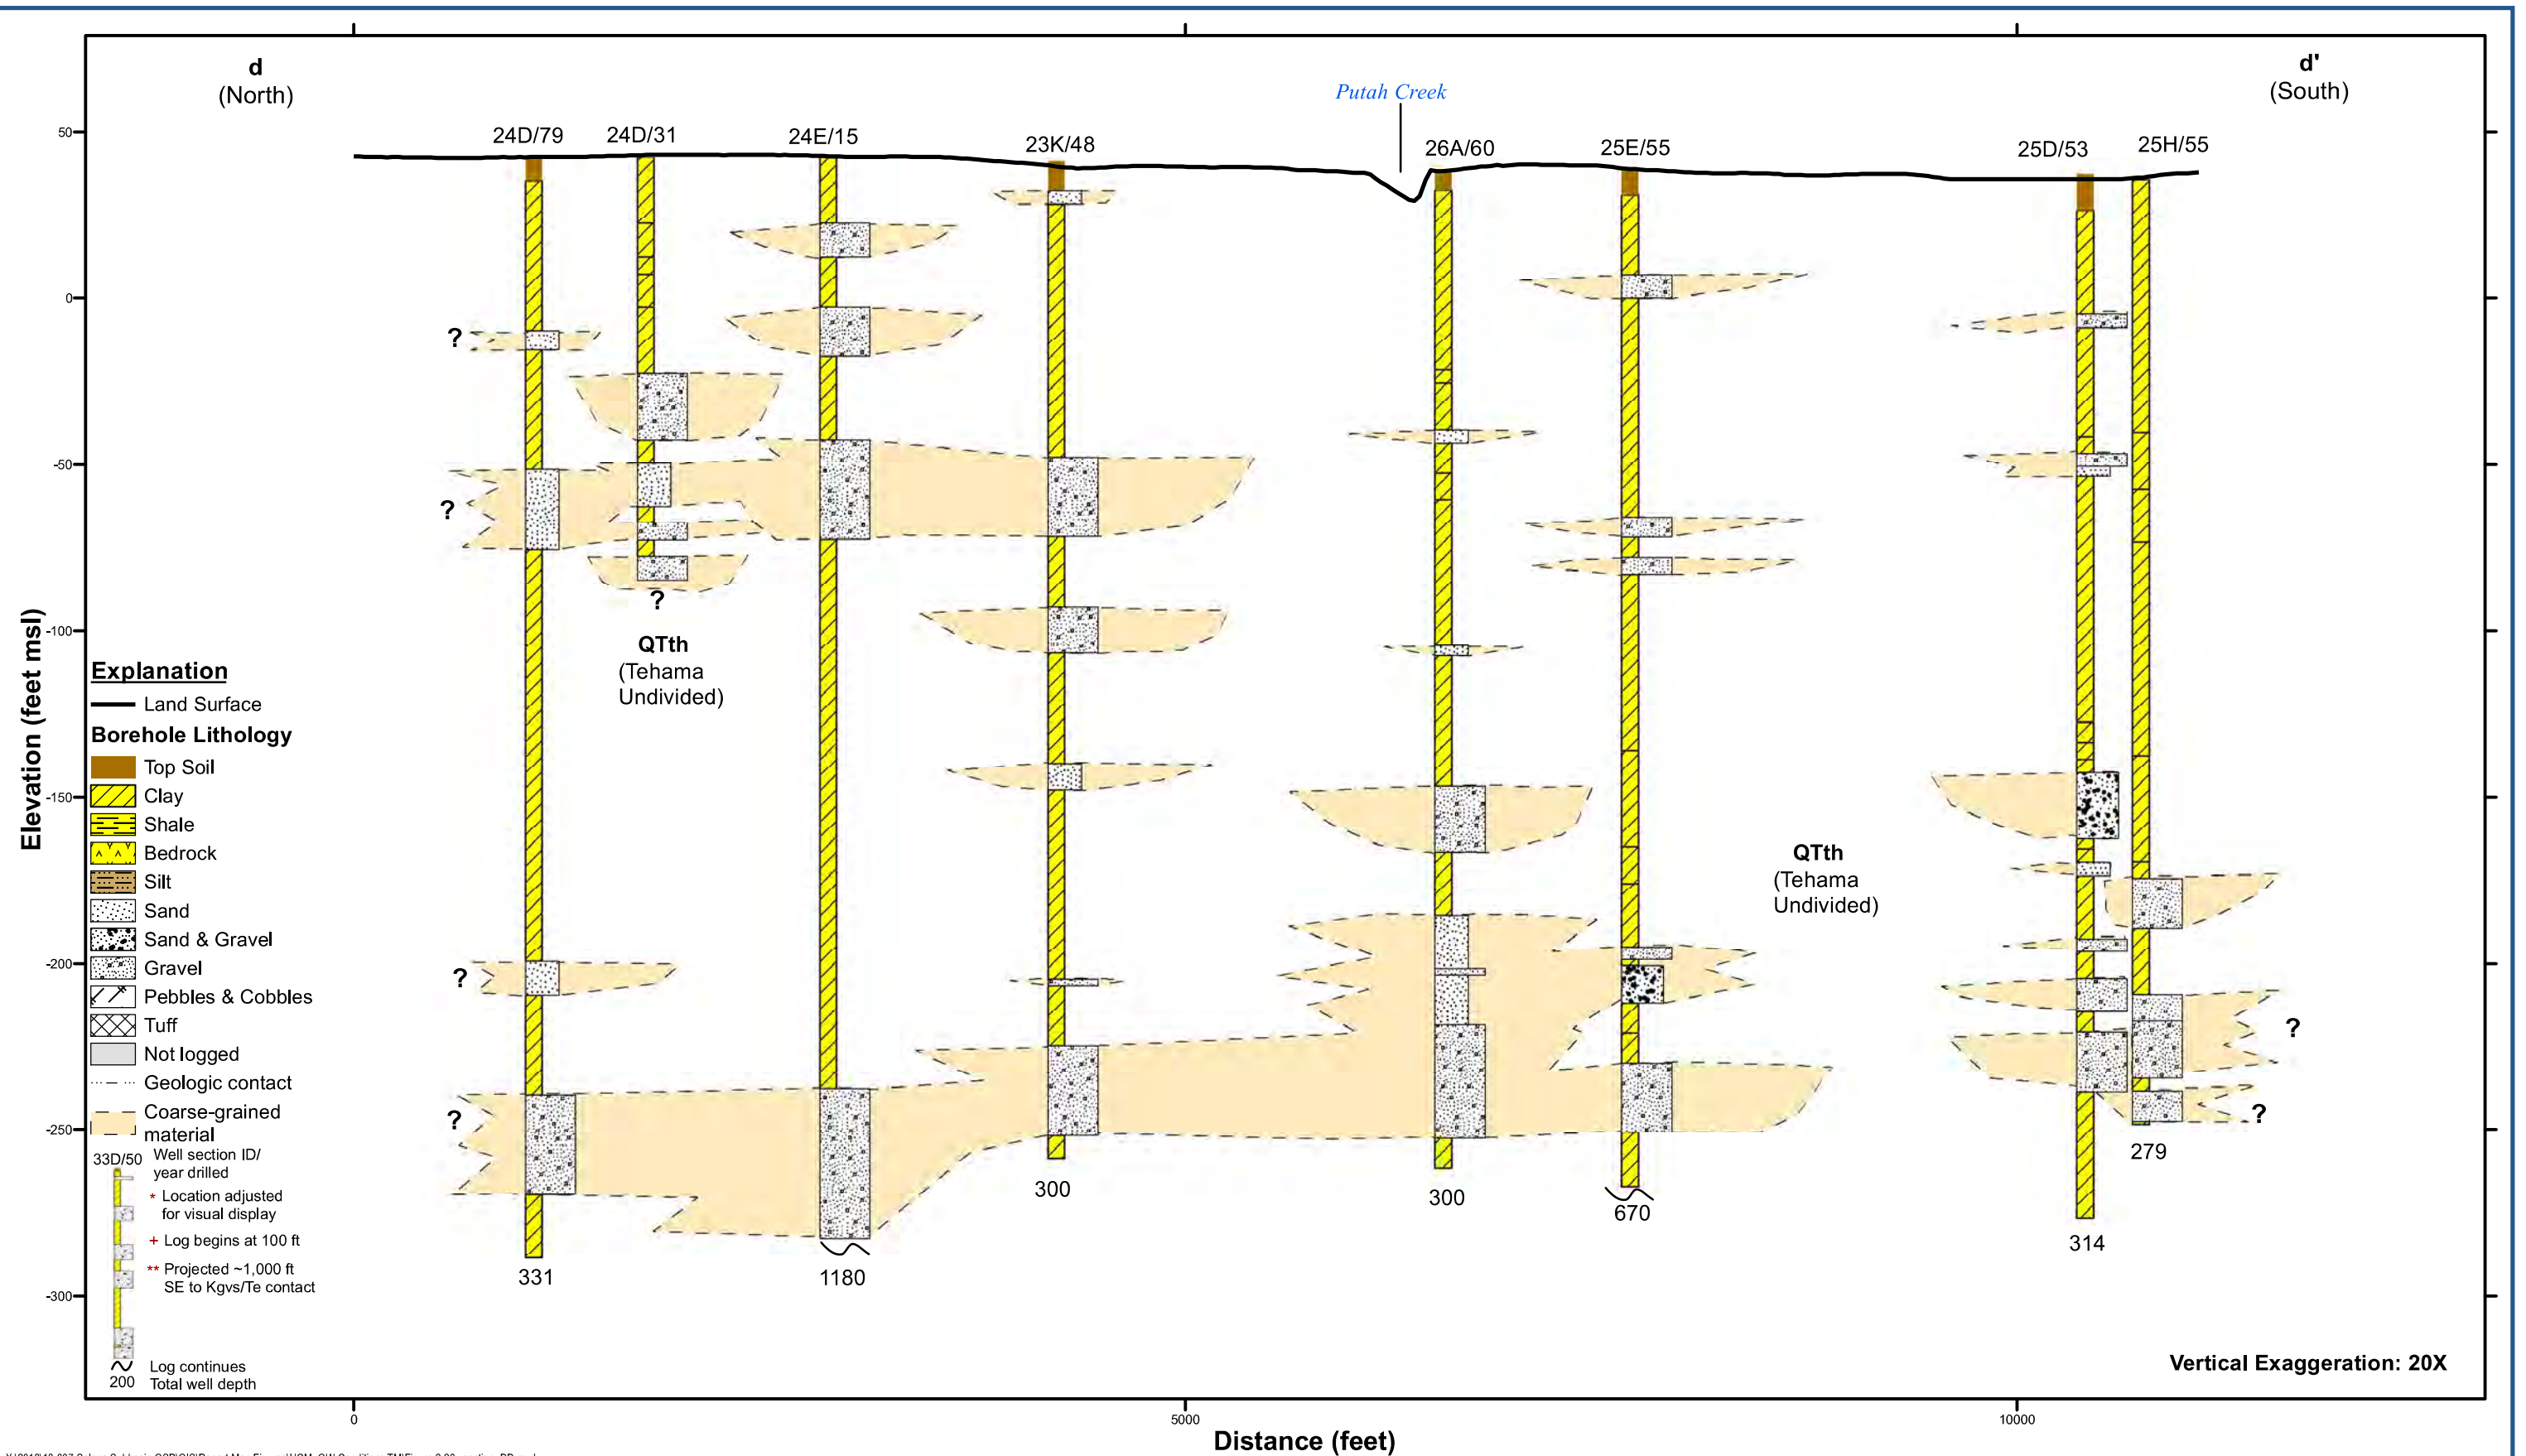 d
(North)
Putah Creek
d'
(South)
24D/79
24D/31
24E/15
23K/48
26A/60
25E/55
25D/53
25H/55
50
0
-50
-100
-150
-200
-250
-300
Elevation (feet msl)
?
?
?
?
?
?
?
QTth
(Tehama
Undivided)
QTth
(Tehama
Undivided)
Explanation
Land Surface
Borehole Lithology
Top Soil
Clay
Shale
Bedrock
Silt
Sand
Sand & Gravel
Gravel
Pebbles & Cobbles
Tuff
Not logged
Geologic contact
Coarse-grained
material
33D/50
Well section ID/
year drilled
* Location adjusted
for visual display
+ Log begins at 100 ft
** Projected ~1,000 ft
SE to Kgvs/Te contact
Log continues
200 Total well depth
331
1180
300
300
670
314
279
Vertical Exaggeration: 20X
0
5000
10000
Distance (feet)